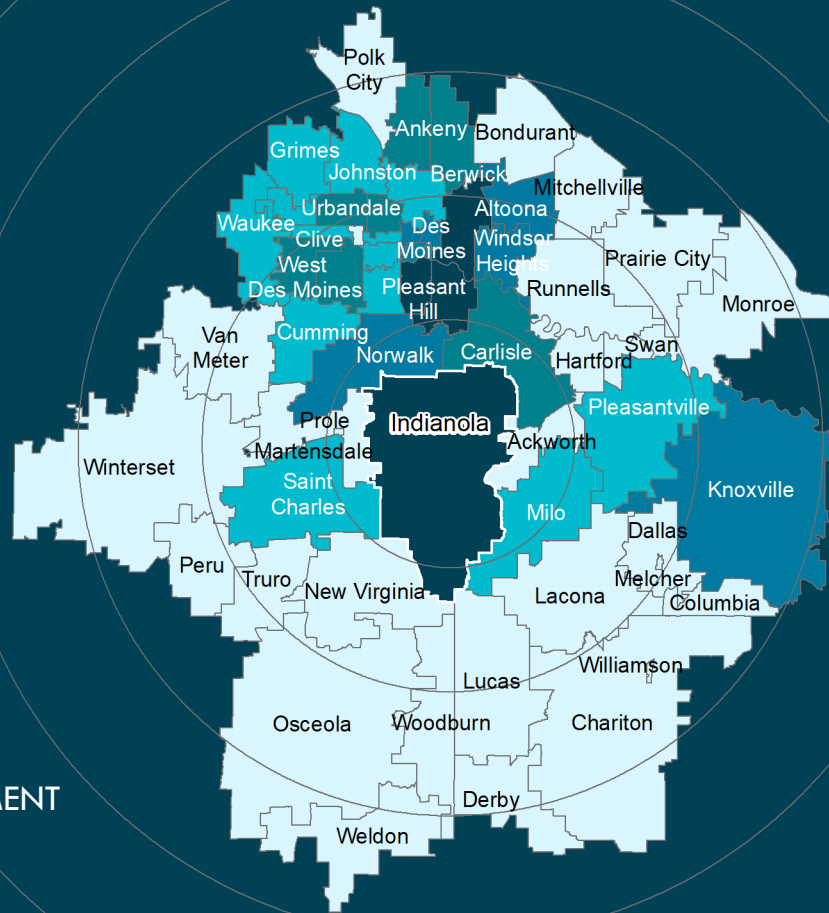 Polk
City
Ankeny
Bondurant
Grimes
Johnston
Berwick
Mitchellville
Urbandale
Altoona
Waukee
Des
Moines
Clive
Windsor
Heights
West
Des Moines
Prairie City
Pleasant
Hill
Runnells
Monroe
Van
Meter
Cumming
Norwalk
Carlisle
Swan
Hartford
Pleasantville
Prole
Indianola
Ackworth
Martensdale
Winterset
Saint
Charles
Knoxville
Milo
Dallas
Peru
Truro
New Virginia
Melcher
Lacona
Columbia
Williamson
Lucas
Osceola
Woodburn
Chariton
MENT
Derby
Weldon